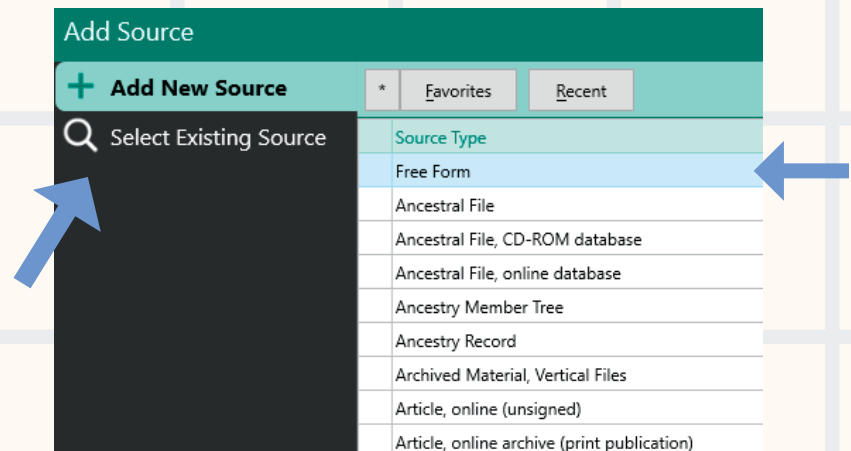 Add Source
Add New Source
* Favorites Recent
Select Existing Source
Source Type
Free Form
Ancestral File
Ancestral File, CD-ROM database
Ancestral File, online database
Ancestry Member Tree
Ancestry Record
Archived Material, Vertical Files
Article, online (unsigned)
Article, online archive (print publication)